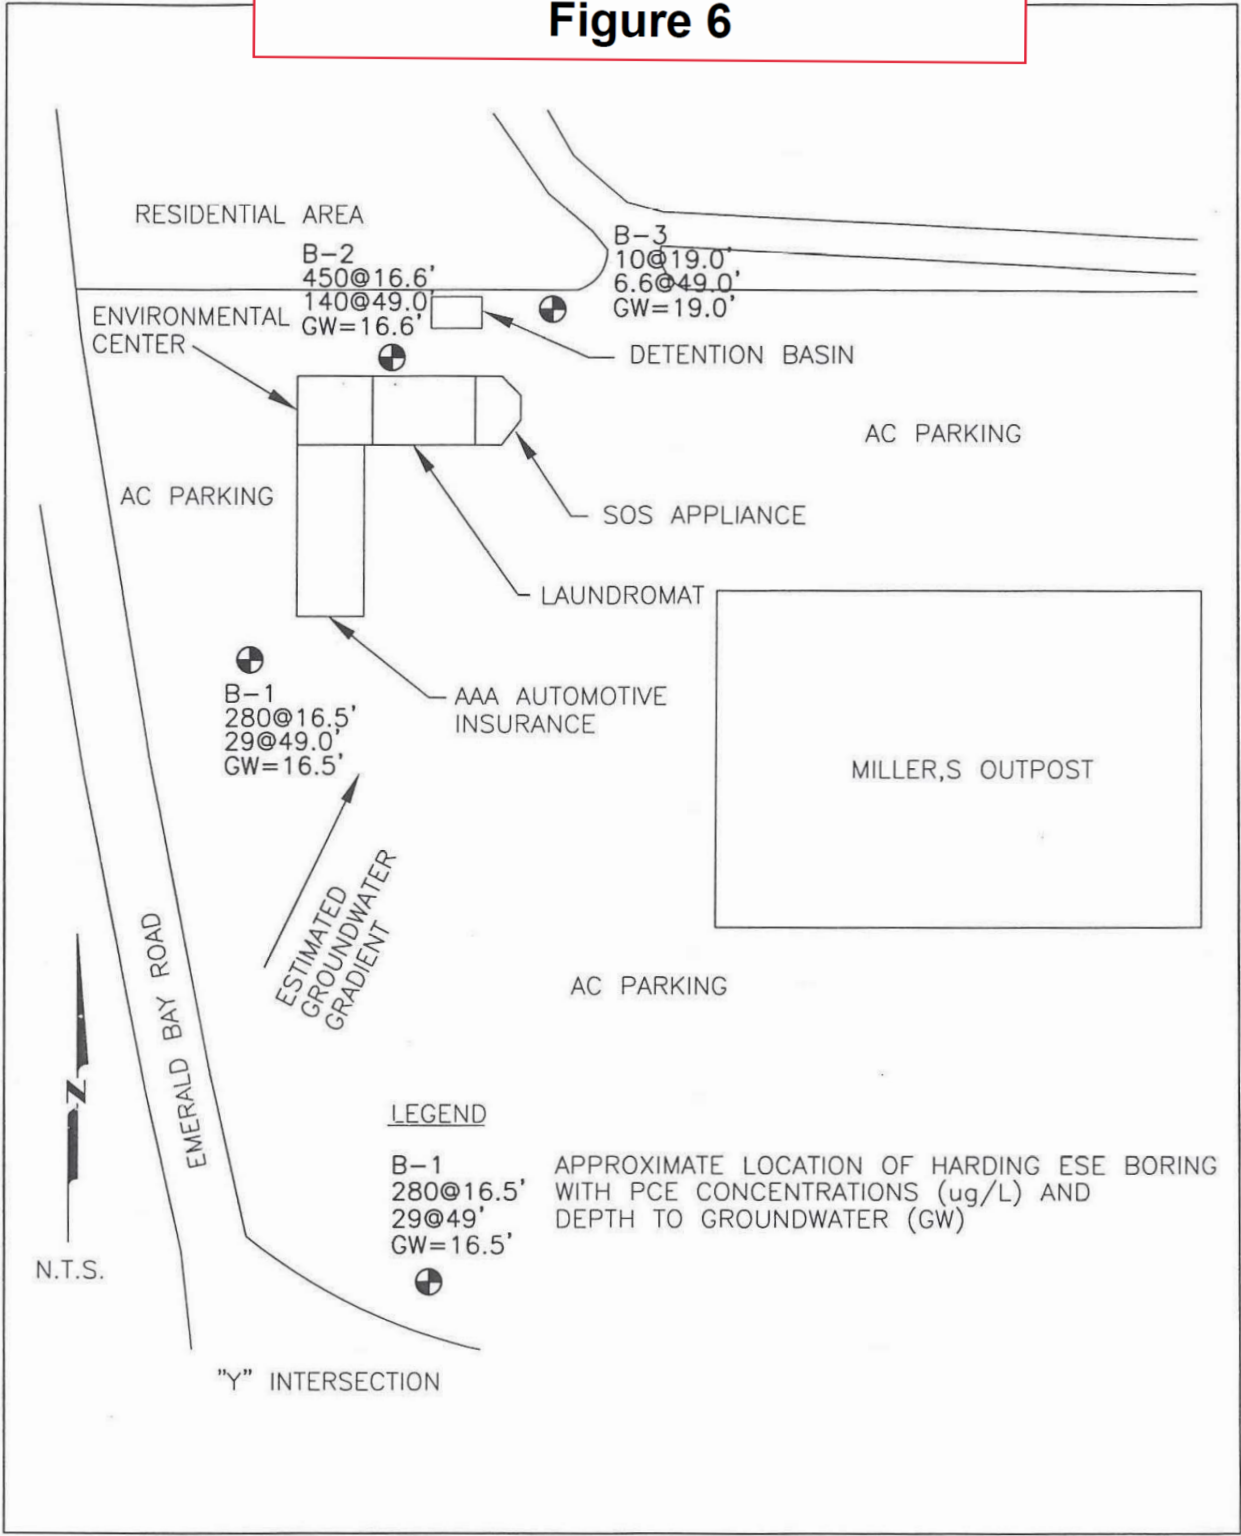 Figure 6
RESIDENTIAL AREA
B-2
450@16.6'
140@49.0'
GW=16.6'
B-3
10@19.0'
6.6@49.0'
GW=19.0'
ENVIRONMENTAL
CENTER
DETENTION BASIN
AC PARKING
AC PARKING
SOS APPLIANCE
LAUNDROMAT
B-1
280@16.5'
29@49.0'
GW=16.5'
AAA AUTOMOTIVE
INSURANCE
MILLER,S OUTPOST
ESTIMATED
GROUNDWATER
GRADIENT
EMERALD BAY ROAD
AC PARKING
Z
N.T.S.
LEGEND
B-1
280@16.5'
29@49'
GW=16.5'
APPROXIMATE LOCATION OF HARDING ESE BORING
WITH PCE CONCENTRATIONS (ug/L) AND
DEPTH TO GROUNDWATER (GW)
"Y" INTERSECTION